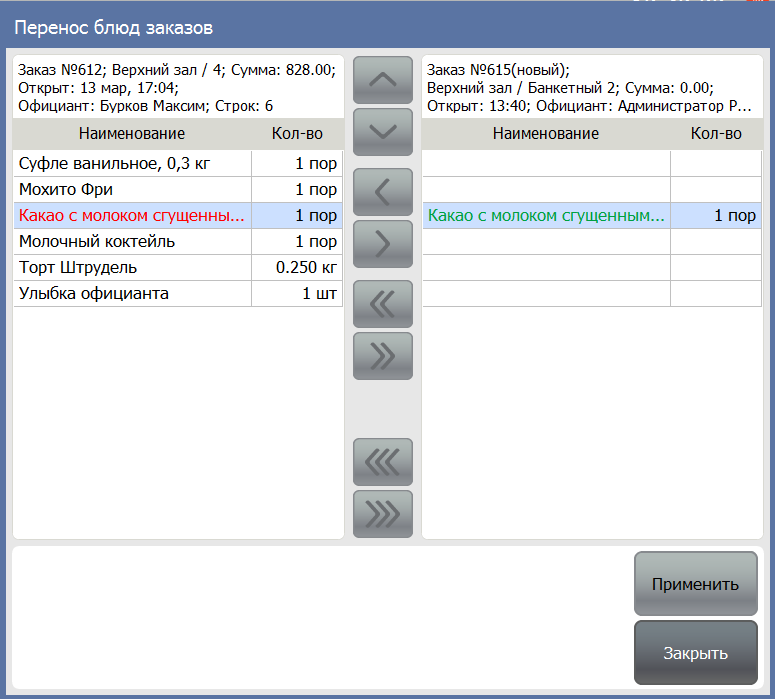 Перенос блюд заказов
Заказ №612; Верхний зал / 4; Сумма: 828.00;
Открыт: 13 мар, 17:04;
Официант: Бурков Максим; Строк: 6
Наименование Кол-во
Суфле ванильное, 0,3 кг 1 пор
Мохито Фри 1 пор
Какао с молоком сгущенны... 1 пор
Молочный коктейль 1 пор
Торт Штрудель 0.250 кг
Улыбка официанта 1 шт
Заказ №615(новый);
Верхний зал / Банкетный 2; Сумма: 0.00;
Открыт: 13:40; Официант: Администратор Р...
Наименование Кол-во
Какао с молоком сгущенным... 1 пор
Применить
Закрыть